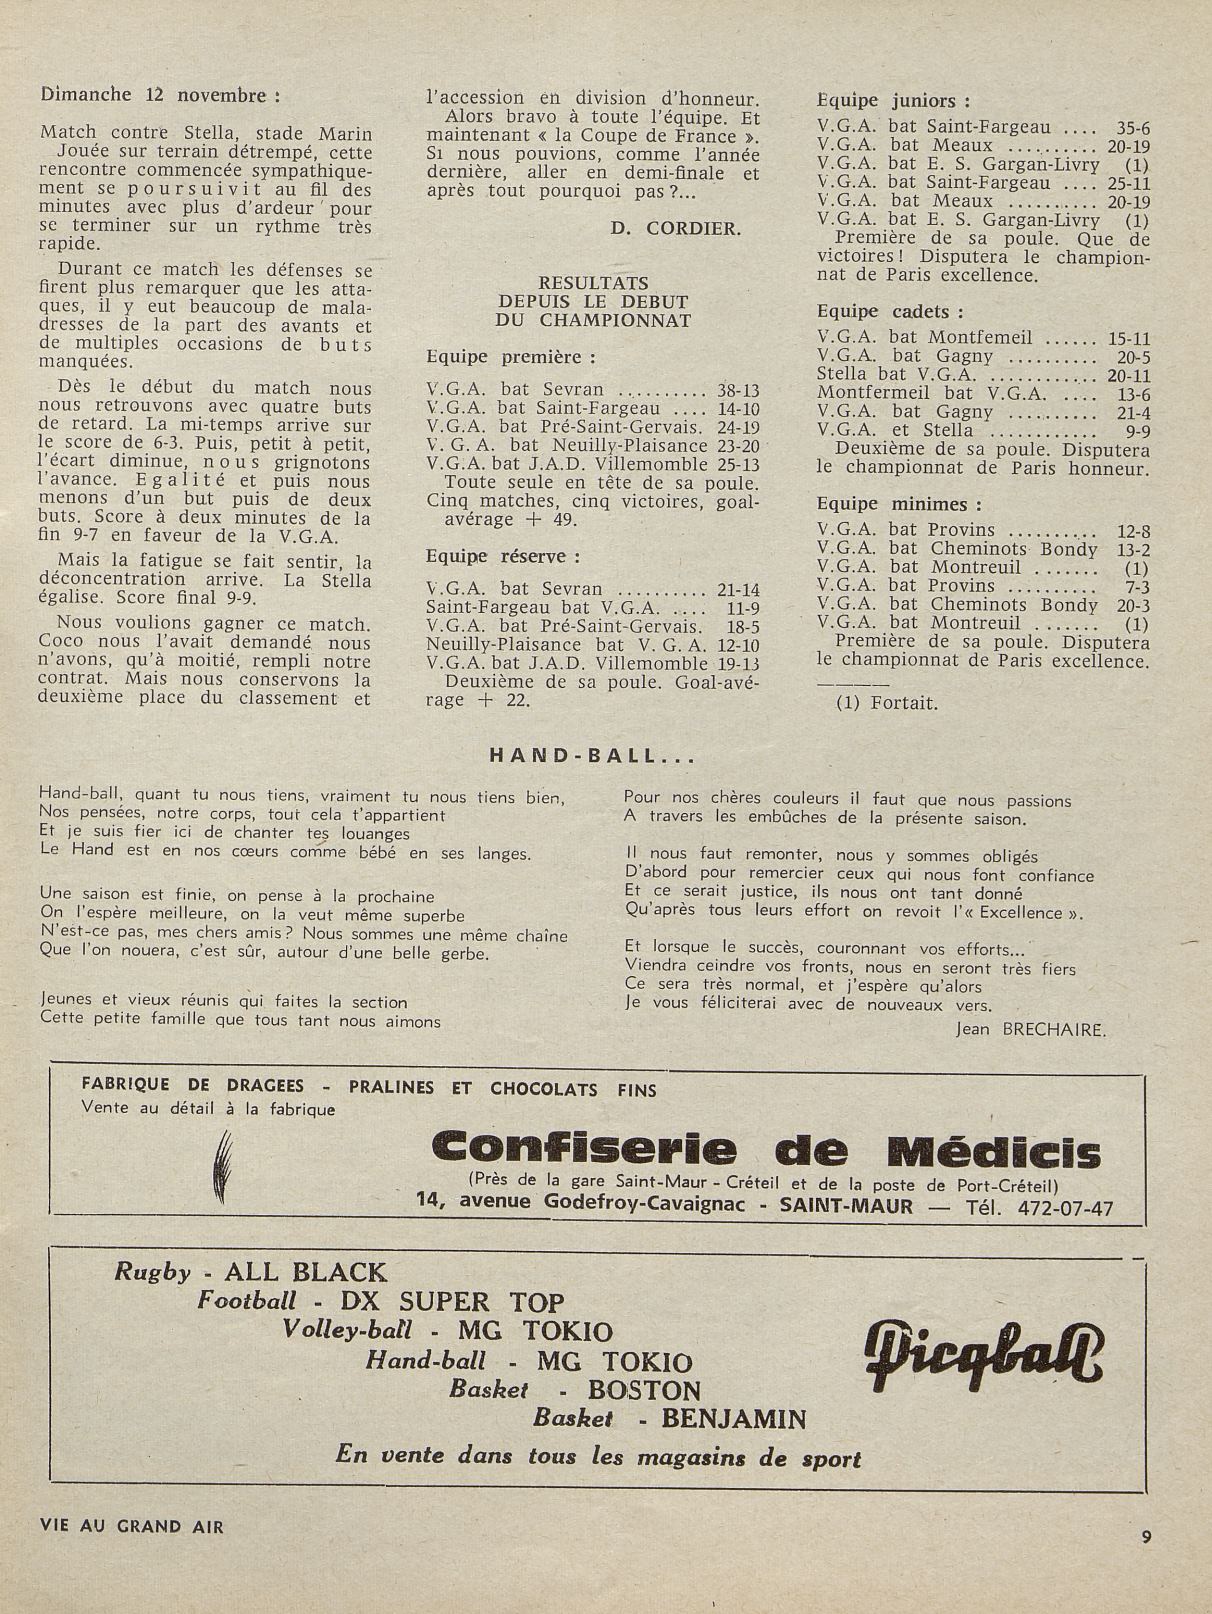 Dimanche 12 novembre :
Match contre Stella, stade Marin
Jouée sur terrain détrempé, cette
rencontre commencée sympathique-
ment se poursuivit au fil des
minutes avec plus d'ardeur pour
se terminer sur un rythme très
rapide.
Durant ce match les défenses se
firent plus remarquer que les atta-
ques, il y eut beaucoup de mala-
dresses de la part des avants et
de multiples occasions de buts
manquées.
Dès le début du match nous
nous retrouvons avec quatre buts
de retard. La mi-temps arrive sur
le score de 6-3. Puis, petit à petit,
l'écart diminue, nous grignotons
l'avance. Egalité et puis nous
menons d'un but puis de deux
buts. Score à deux minutes de la
fin 9-7 en faveur de la V.G.A.
Mais la fatigue se fait sentir, la
déconcentration arrive. La Stella
égalise. Score final 9-9.
Nous voulions gagner ce match.
Coco nous l'avait demandé nous
n'avons, qu'à moitié, rempli notre
contrat. Mais nous conservons la
deuxième place du classement et
l'accession en division d'honneur.
Alors bravo à toute l'équipe. Et
maintenant « la Coupe de France ».
Si nous pouvions, comme l'année
dernière, aller en demi-finale et
après tout pourquoi pas ?...
D. CORDIER.
RESULTATS
DEPUIS LE DEBUT
DU CHAMPIONNAT
Equipe première :
V.G.A. bat Sevran .......... 38-13
V.G.A. bat Saint-Fargeau .... 14-10
V.G.A. bat Pré-Saint-Gervais. 24-19
V. G. A. bat Neuilly-Plaisance 23-20
V.G.A. bat J.A.D. Villemomble 25-13
Toute seule en tête de sa poule.
Cinq matches, cinq victoires, goal-
avérage + 49.
Equipe réserve :
V.G.A. bat Sevran .......... 21-14
Saint-Fargeau bat V.G.A. .... 11-9
V.G.A. bat Pré-Saint-Gervais. 18-5
Neuilly-Plaisance bat V. G. A. 12-10
V.G.A. bat J.A.D. Villemomble 19-13
Deuxième de sa poule. Goal-avé-
rage + 22.
Equipe juniors :
V.G.A. bat Saint-Fargeau .... 35-6
V.G.A. bat Meaux .......... 20-19
V.G.A. bat E. S. Gargan-Livry (1)
V.G.A. bat Saint-Fargeau .... 25-11
V.G.A. bat Meaux .......... 20-19
V.G.A. bat E. S. Gargan-Livry (1)
Première de sa poule. Que de
victoires ! Disputera le champion-
nat de Paris excellence.
Equipe cadets :
V.G.A. bat Montfemeil ...... 15-11
V.G.A. bat Gagny .......... 20-5
Stella bat V.G.A. ............ 20-11
Montfermeil bat V.G.A. .... 13-6
V.G.A. bat Gagny .......... 21-4
V.G.A. et Stella ............ 9-9
Deuxième de sa poule. Disputera
le championnat de Paris honneur.
Equipe minimes :
V.G.A. bat Provins .......... 12-8
V.G.A. bat Cheminots Bondy 13-2
V.G.A. bat Montreuil ....... (1)
V.G.A. bat Provins .......... 7-3
V.G.A. bat Cheminots Bondy 20-3
V.G.A. bat Montreuil ....... (1)
Première de sa poule. Disputera
le championnat de Paris excellence.
(1) Fortait.
HAND-BALL...
Hand-ball, quant tu nous tiens, vraiment tu nous tiens bien,
Nos pensées, notre corps, tout cela t'appartient
Et je suis fier ici de chanter tes louanges
Le Hand est en nos cœurs comme bébé en ses langes.
Une saison est finie, on pense à la prochaine
On l'espère meilleure, on la veut même superbe
N'est-ce pas, mes chers amis ? Nous sommes une même chaîne
Que l'on nouera, c'est sûr, autour d'une belle gerbe.
Jeunes et vieux réunis qui faites la section
Cette petite famille que tous tant nous aimons
Pour nos chères couleurs il faut que nous passions
A travers les embûches de la présente saison.
Il nous faut remonter, nous y sommes obligés
D'abord pour remercier ceux qui nous font confiance
Et ce serait justice, ils nous ont tant donné
Qu'après tous leurs effort on revoit l'« Excellence ».
Et lorsque le succès, couronnant vos efforts...
Viendra ceindre vos fronts, nous en seront très fiers
Ce sera très normal, et j'espère qu'alors
Je vous féliciterai avec de nouveaux vers.
Jean BRECHAIRE.
FABRIQUE DE DRAGEES - PRALINES ET CHOCOLATS FINS
Vente au détail à la fabrique
Confiserie de Médicis
(Près de la gare Saint-Maur - Créteil et de la poste de Port-Créteil)
14, avenue Godefroy-Cavaignac - SAINT-MAUR — Tél. 472-07-47
Rugby - ALL BLACK
Football - DX SUPER TOP
Volley-ball - MG TOKIO
Hand-ball - MG TOKIO
Basket - BOSTON
Basket - BENJAMIN
Picqball
En vente dans tous les magasins de sport
VIE AU GRAND AIR
9